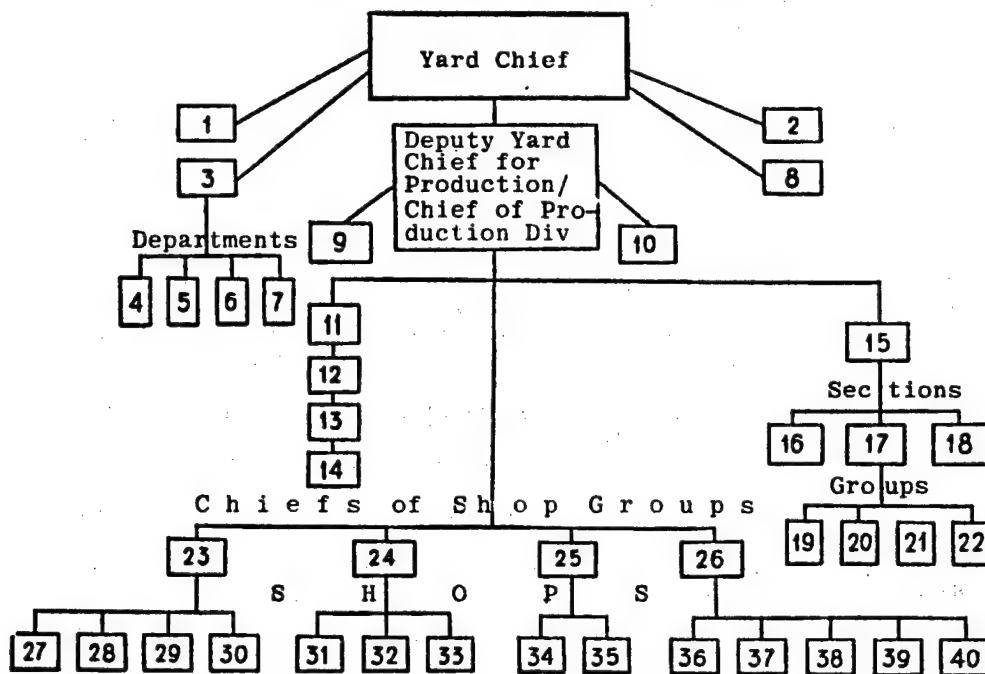 Yard Chief
1
2
Deputy Yard
Chief for
Production/
Chief of Pro-
duction Div
3
8
9
10
Departments
4 5 6 7
11
15
12
Sections
13
16 17 18
14
Groups
Chiefs of Shop Groups
19 20 21 22
23 24 25 26
SHOPS
27 28 29 30 31 32 33 34 35 36 37 38 39 40